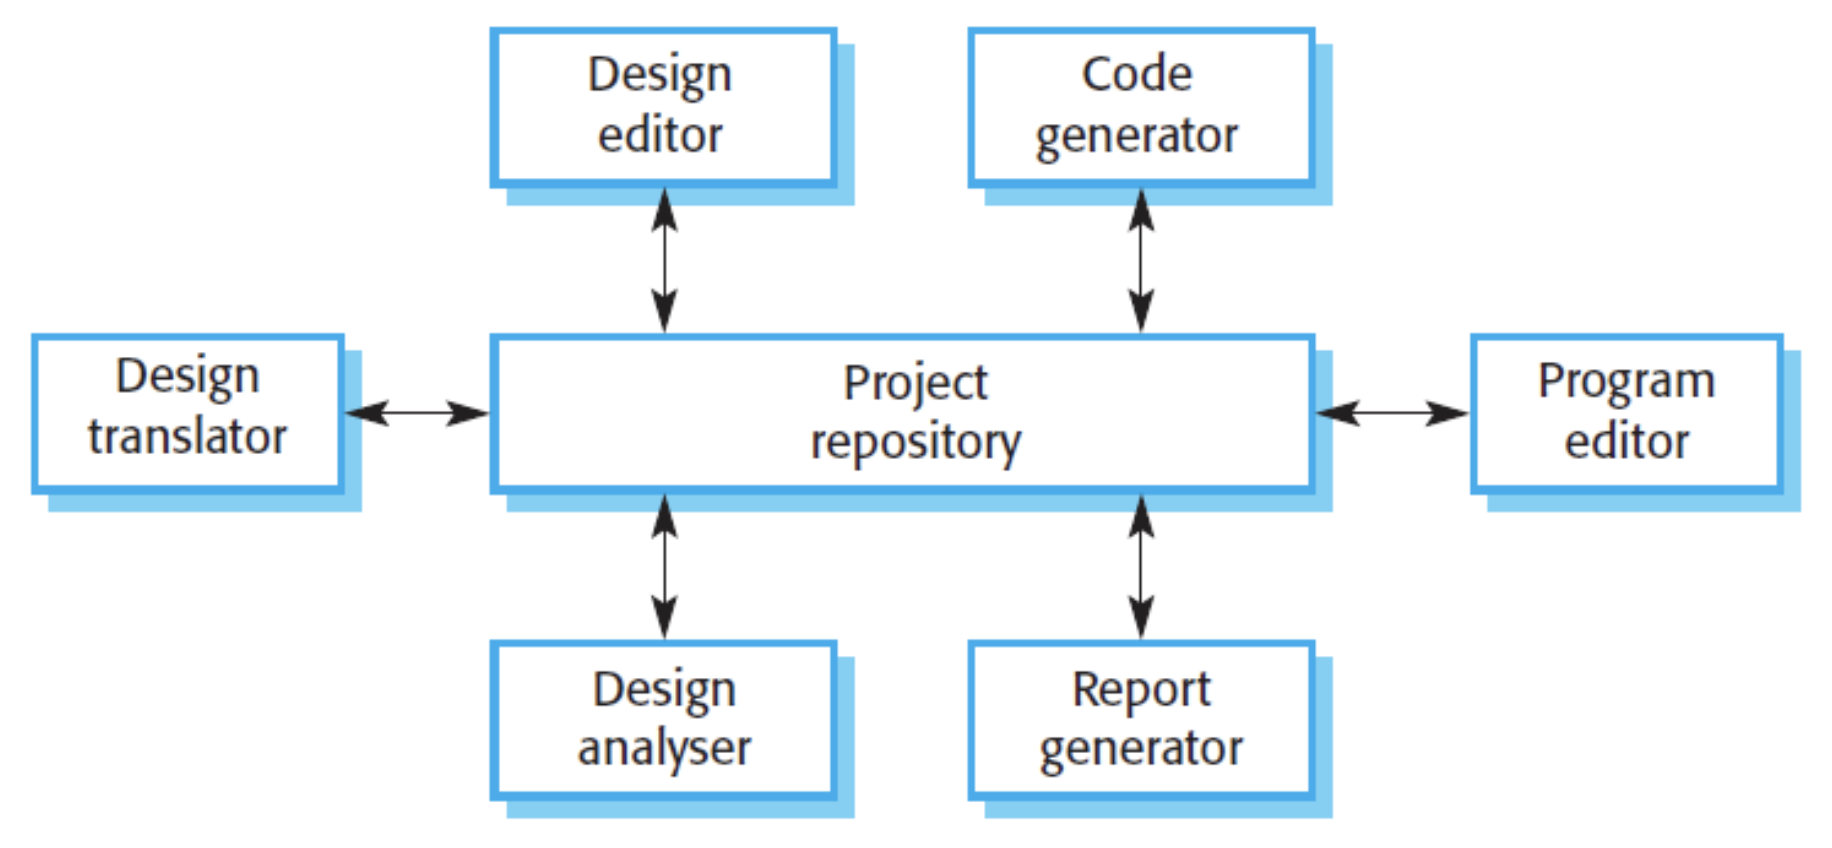 Design
editor
Code
generator
Design
translator
Project
repository
Program
editor
Design
analyser
Report
generator